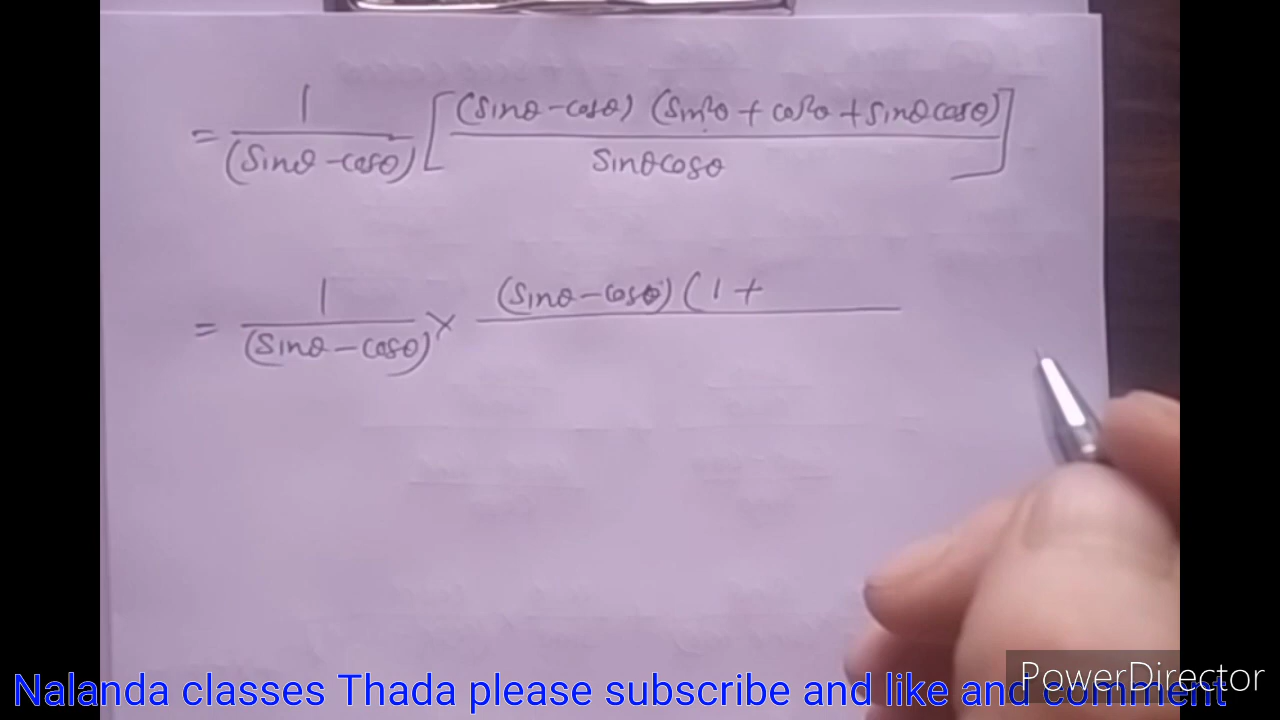 = 1/(sinθ - cosθ) [(sinθ - cosθ) (sin²θ + cos²θ + sinθcosθ)/sinθcosθ]
= 1/(sinθ - cosθ) × (sinθ - cosθ) (1 +
PowerDirector
Nalanda classes Thada please subscribe and like and comment